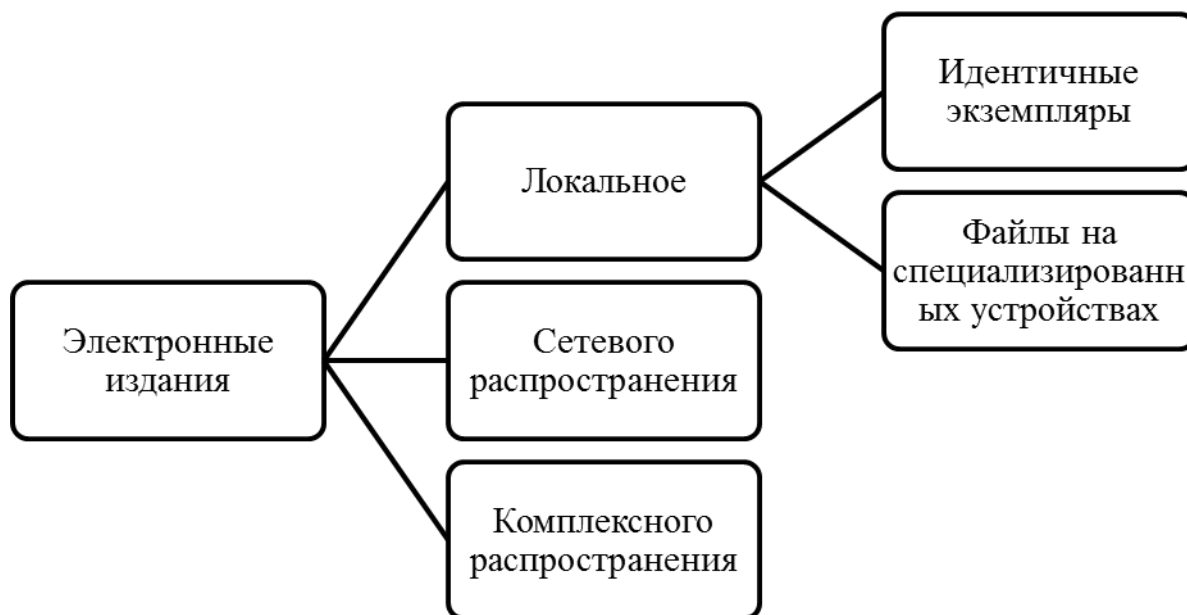 Электронные
издания
Локальное
Сетевого
распространения
Комплексного
распространения
Идентичные
экземпляры
Файлы на
специализированн
ых устройствах